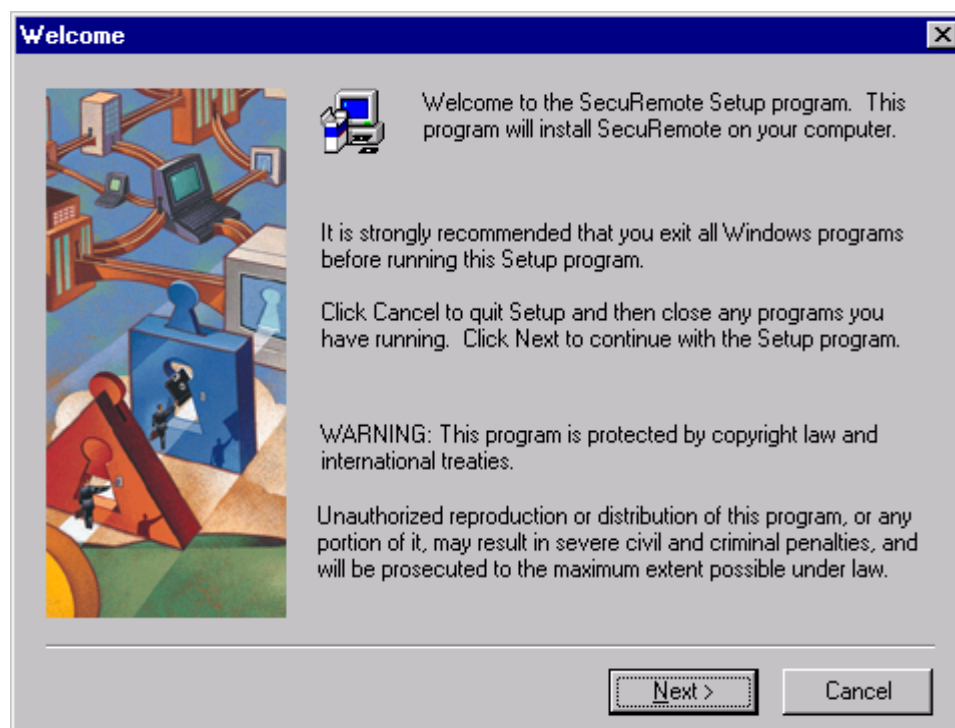 Welcome
Welcome to the SecuRemote Setup program. This
program will install SecuRemote on your computer.
It is strongly recommended that you exit all Windows programs
before running this Setup program.
Click Cancel to quit Setup and then close any programs you
have running. Click Next to continue with the Setup program.
WARNING: This program is protected by copyright law and
international treaties.
Unauthorized reproduction or distribution of this program, or any
portion of it, may result in severe civil and criminal penalties, and
will be prosecuted to the maximum extent possible under law.
Next >
Cancel